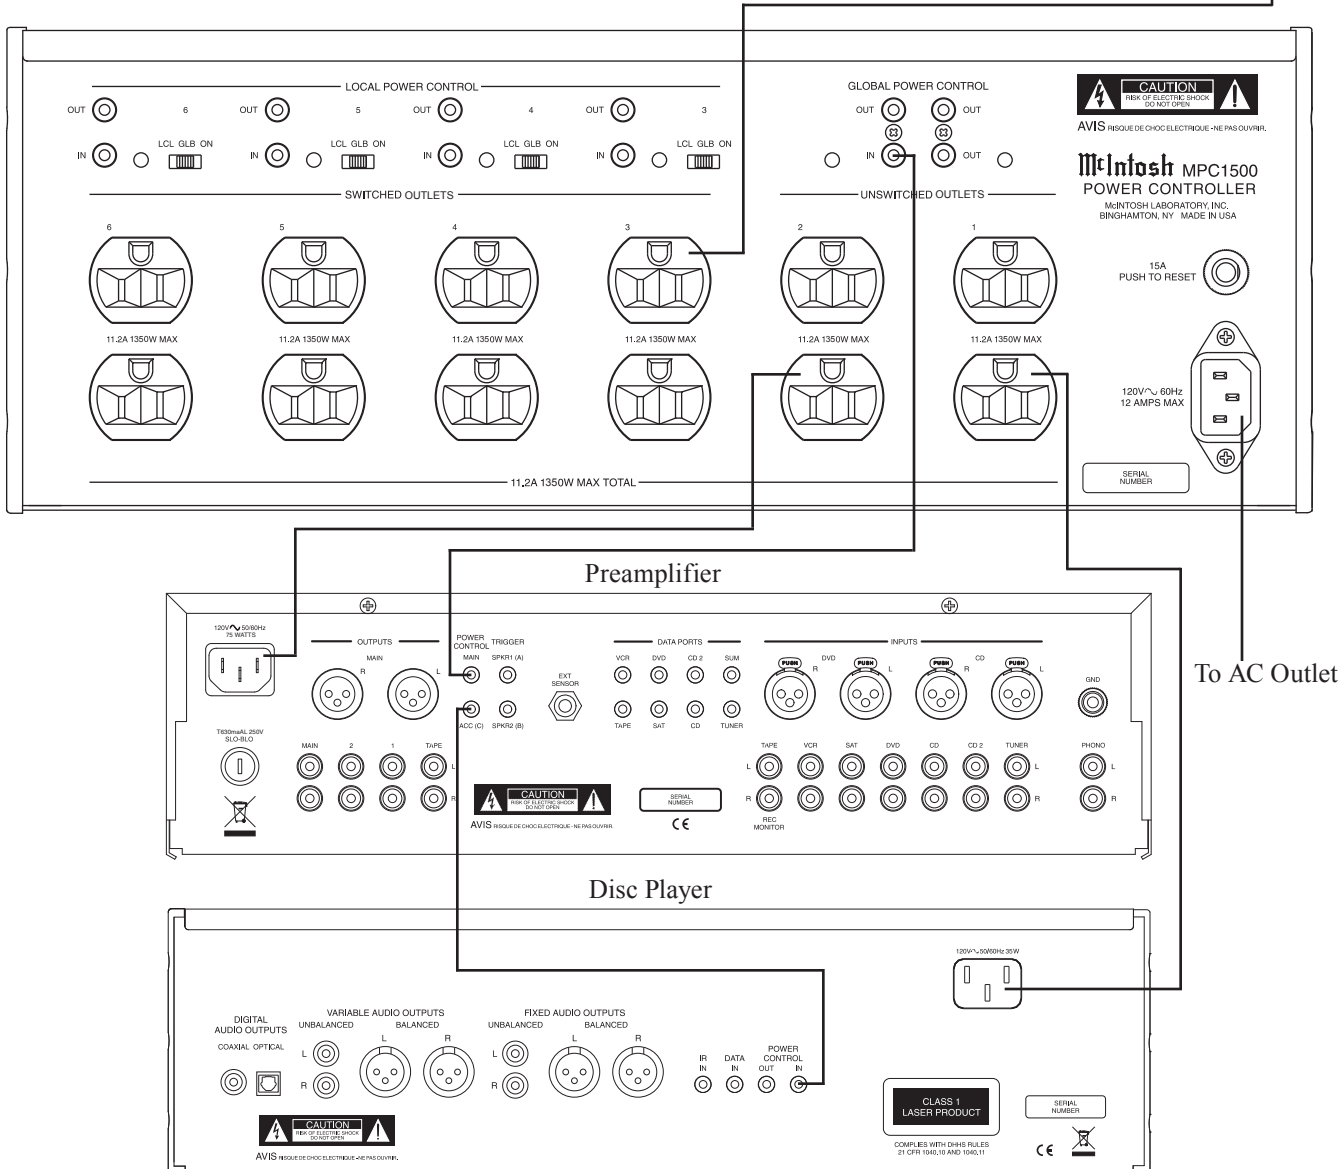 LOCAL POWER CONTROL
GLOBAL POWER CONTROL
OUT 6 OUT 5 OUT 4 OUT 3 OUT OUT
LCL GLB ON LCL GLB ON LCL GLB ON LCL GLB ON
IN IN IN IN IN OUT
CAUTION
RISK OF ELECTRIC SHOCK
DO NOT OPEN
AVIS RISQUE DE CHOC ELECTRIQUE - NE PAS OUVRIR.
McIntosh MPC1500
POWER CONTROLLER
McINTOSH LABORATORY, INC.
BINGHAMTON, NY MADE IN USA
SWITCHED OUTLETS
UNSWITCHED OUTLETS
6 5 4 3 2 1
15A
PUSH TO RESET
11.2A 1350W MAX 11.2A 1350W MAX 11.2A 1350W MAX 11.2A 1350W MAX 11.2A 1350W MAX 11.2A 1350W MAX
120V~ 60Hz
12 AMPS MAX
SERIAL
NUMBER
11.2A 1350W MAX TOTAL
To AC Outlet
Preamplifier
120V~50/60Hz
75 WATTS
OUTPUTS
MAIN
R L
POWER
CONTROL TRIGGER
MAIN SPKR1 (A)
ACC (C) SPKR2 (B)
EXT
SENSOR
DATA PORTS
VCR DVD CD 2 SUM
TAPE SAT CD TUNER
INPUTS
DVD CD
PUSH PUSH PUSH PUSH
R L R L
GND
T630maAL 250V
SLO-BLO
MAIN 2 1 TAPE
L
R
TAPE VCR SAT DVD CD CD 2 TUNER PHONO
L L L
R R R
REC
MONITOR
CAUTION
RISK OF ELECTRIC SHOCK
DO NOT OPEN
AVIS RISQUE DE CHOC ELECTRIQUE - NE PAS OUVRIR.
SERIAL
NUMBER
CE
Disc Player
120V~50/60Hz 35W
DIGITAL
AUDIO OUTPUTS
COAXIAL OPTICAL
VARIABLE AUDIO OUTPUTS
UNBALANCED BALANCED
L R
L
R
FIXED AUDIO OUTPUTS
UNBALANCED BALANCED
L R
L
R
IR
IN
DATA
IN
POWER
CONTROL
OUT IN
CLASS 1
LASER PRODUCT
COMPLIES WITH DHHS RULES
21 CFR 1040.10 AND 1040.11
SERIAL
NUMBER
CE
CAUTION
RISK OF ELECTRIC SHOCK
DO NOT OPEN
AVIS RISQUE DE CHOC ELECTRIQUE - NE PAS OUVRIR.